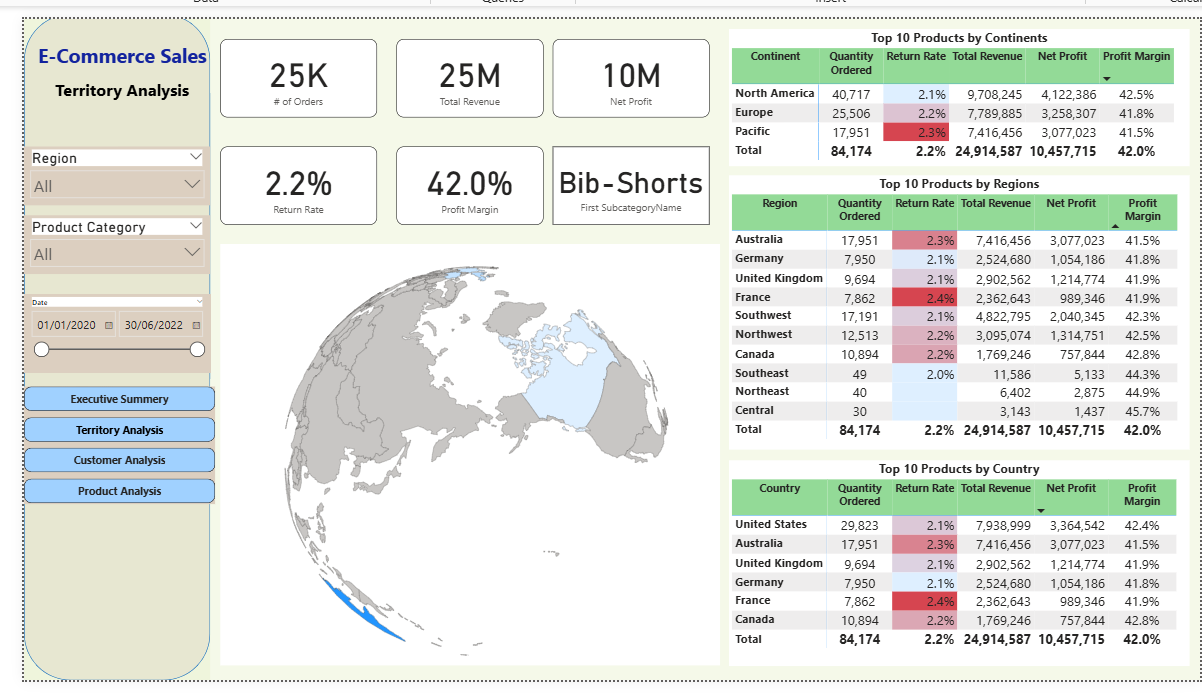 E-Commerce Sales
Territory Analysis
Region
All
Product Category
All
Date
01/01/2020 30/06/2022
Executive Summery
Territory Analysis
Customer Analysis
Product Analysis
25K
# of Orders
25M
Total Revenue
10M
Net Profit
2.2%
Return Rate
42.0%
Profit Margin
Bib-Shorts
First SubcategoryName
Top 10 Products by Continents
Continent Quantity Ordered Return Rate Total Revenue Net Profit Profit Margin
North America 40,717 2.1% 9,708,245 4,122,386 42.5%
Europe 25,506 2.2% 7,789,885 3,258,307 41.8%
Pacific 17,951 2.3% 7,416,456 3,077,023 41.5%
Total 84,174 2.2% 24,914,587 10,457,715 42.0%
Top 10 Products by Regions
Region Quantity Ordered Return Rate Total Revenue Net Profit Profit Margin
Australia 17,951 2.3% 7,416,456 3,077,023 41.5%
Germany 7,950 2.1% 2,524,680 1,054,186 41.8%
United Kingdom 9,694 2.1% 2,902,562 1,214,774 41.9%
France 7,862 2.4% 2,362,643 989,346 41.9%
Southwest 17,191 2.1% 4,822,795 2,040,345 42.3%
Northwest 12,513 2.2% 3,095,074 1,314,751 42.5%
Canada 10,894 2.2% 1,769,246 757,844 42.8%
Southeast 49 2.0% 11,586 5,133 44.3%
Northeast 40 6,402 2,875 44.9%
Central 30 3,143 1,437 45.7%
Total 84,174 2.2% 24,914,587 10,457,715 42.0%
Top 10 Products by Country
Country Quantity Ordered Return Rate Total Revenue Net Profit Profit Margin
United States 29,823 2.1% 7,938,999 3,364,542 42.4%
Australia 17,951 2.3% 7,416,456 3,077,023 41.5%
United Kingdom 9,694 2.1% 2,902,562 1,214,774 41.9%
Germany 7,950 2.1% 2,524,680 1,054,186 41.8%
France 7,862 2.4% 2,362,643 989,346 41.9%
Canada 10,894 2.2% 1,769,246 757,844 42.8%
Total 84,174 2.2% 24,914,587 10,457,715 42.0%